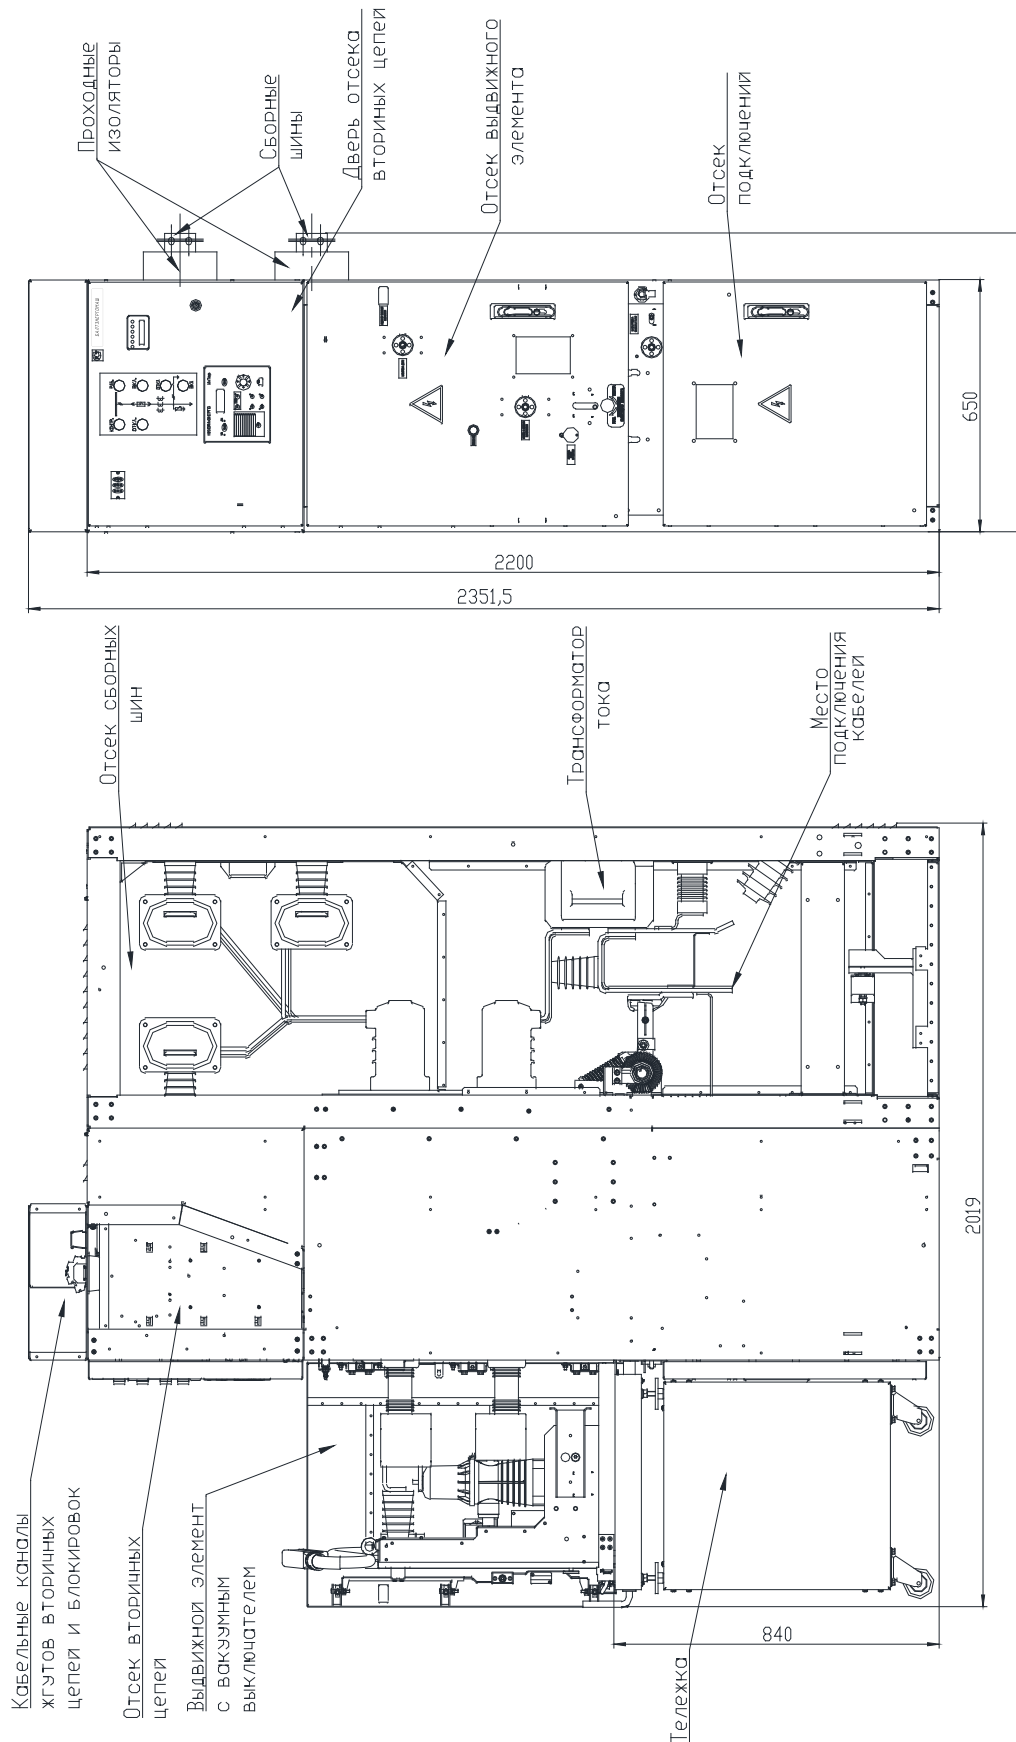 Кабельные каналы
жгутов вторичных
цепей и блокировок
Отсек вторичных
цепей
Выдвижной элемент
с вакуумным
выключателем
Тележка
840
2019
Отсек сборных
шин
Трансформатор
тока
Место
подключения
кабелей
2351,5
2200
650
Проходные
изоляторы
Сборные
шины
Дверь отсека
вториных цепей
Отсек выдвижного
элемента
Отсек
подключений